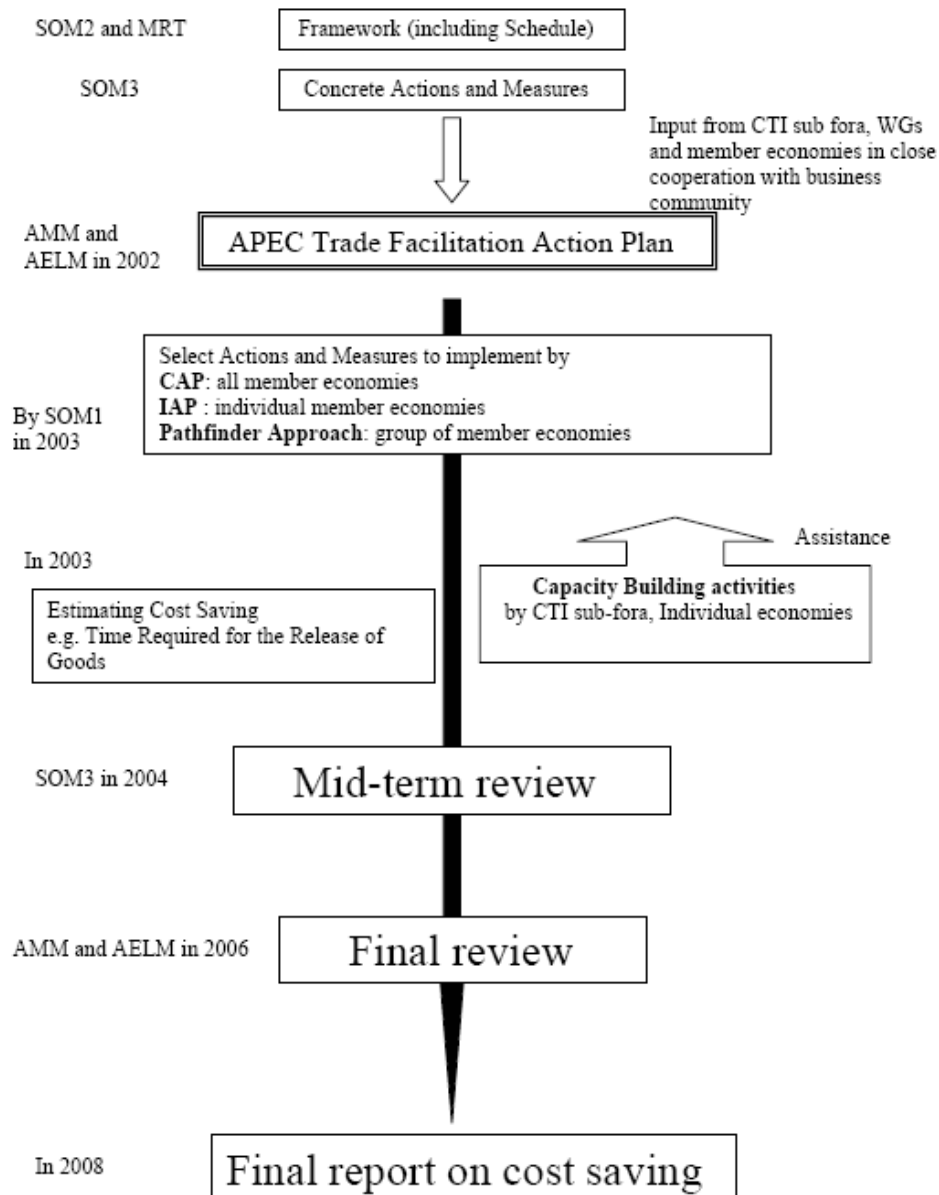 SOM2 and MRT
Framework (including Schedule)
SOM3
Concrete Actions and Measures
Input from CTI sub fora, WGs
and member economies in close
cooperation with business
community
AMM and
AELM in 2002
APEC Trade Facilitation Action Plan
Select Actions and Measures to implement by
CAP: all member economies
IAP : individual member economies
Pathfinder Approach: group of member economies
By SOM1
in 2003
In 2003
Assistance
Capacity Building activities
by CTI sub-fora, Individual economies
Estimating Cost Saving
e.g. Time Required for the Release of
Goods
SOM3 in 2004
Mid-term review
AMM and AELM in 2006
Final review
In 2008
Final report on cost saving